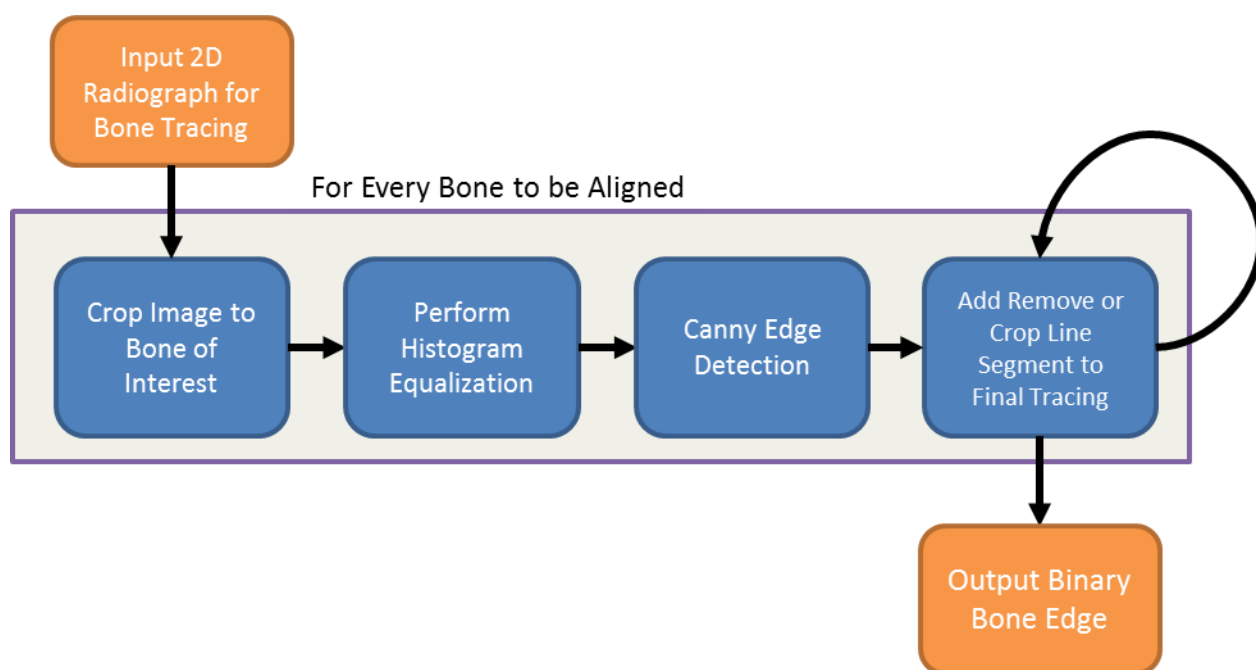 Input 2D
Radiograph for
Bone Tracing
For Every Bone to be Aligned
Crop Image to
Bone of
Interest
Perform
Histogram
Equalization
Canny Edge
Detection
Add Remove or
Crop Line
Segment to
Final Tracing
Output Binary
Bone Edge